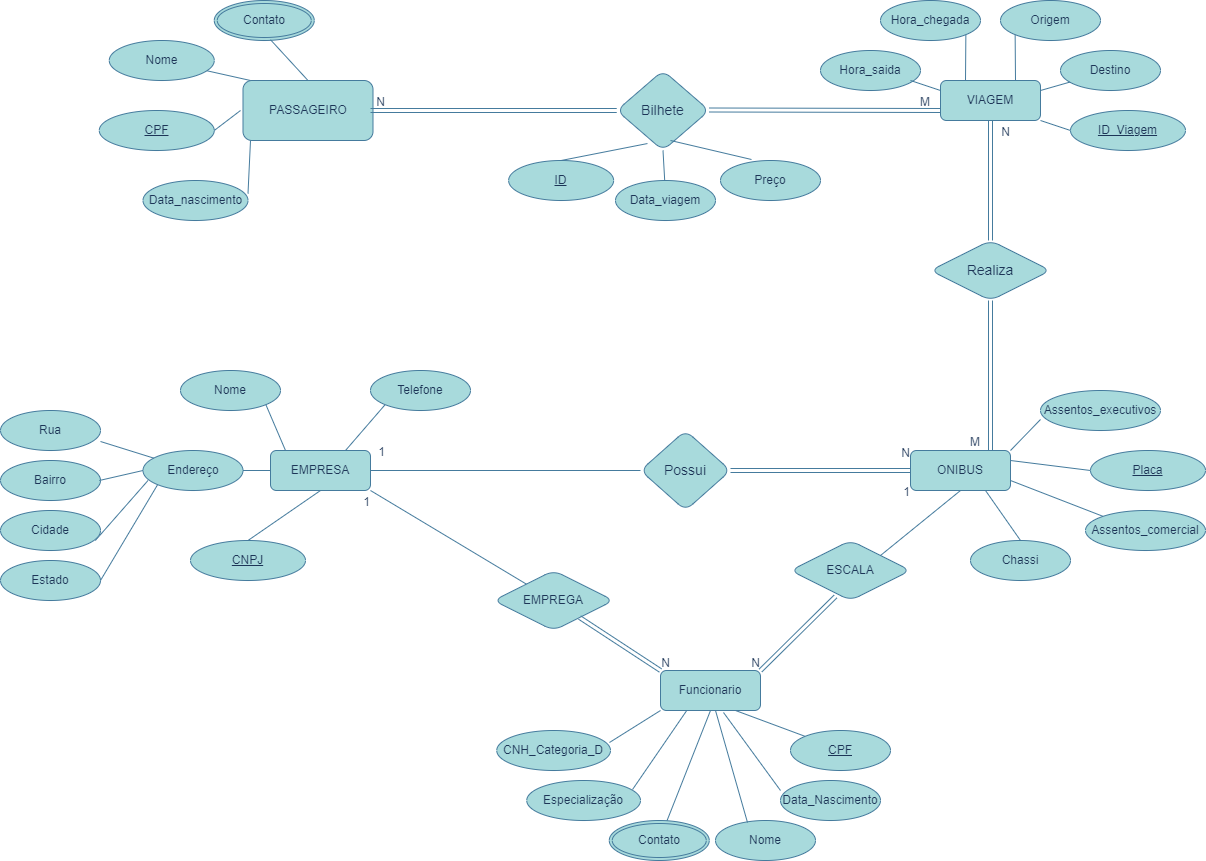 Contato
Hora_chegada
Origem
Nome
Hora_saida
Destino
PASSAGEIRO
N
Bilhete
M
VIAGEM
CPF
N
ID_Viagem
ID
Data_viagem
Preço
Data_nascimento
Realiza
Nome
Telefone
Assentos_executivos
Rua
1
M
N
Endereço
EMPRESA
Possui
ONIBUS
Placa
Bairro
1
1
Cidade
Assentos_comercial
CNPJ
Chassi
Estado
ESCALA
EMPREGA
N
N
Funcionario
CNH_Categoria_D
CPF
Especialização
Data_Nascimento
Contato
Nome